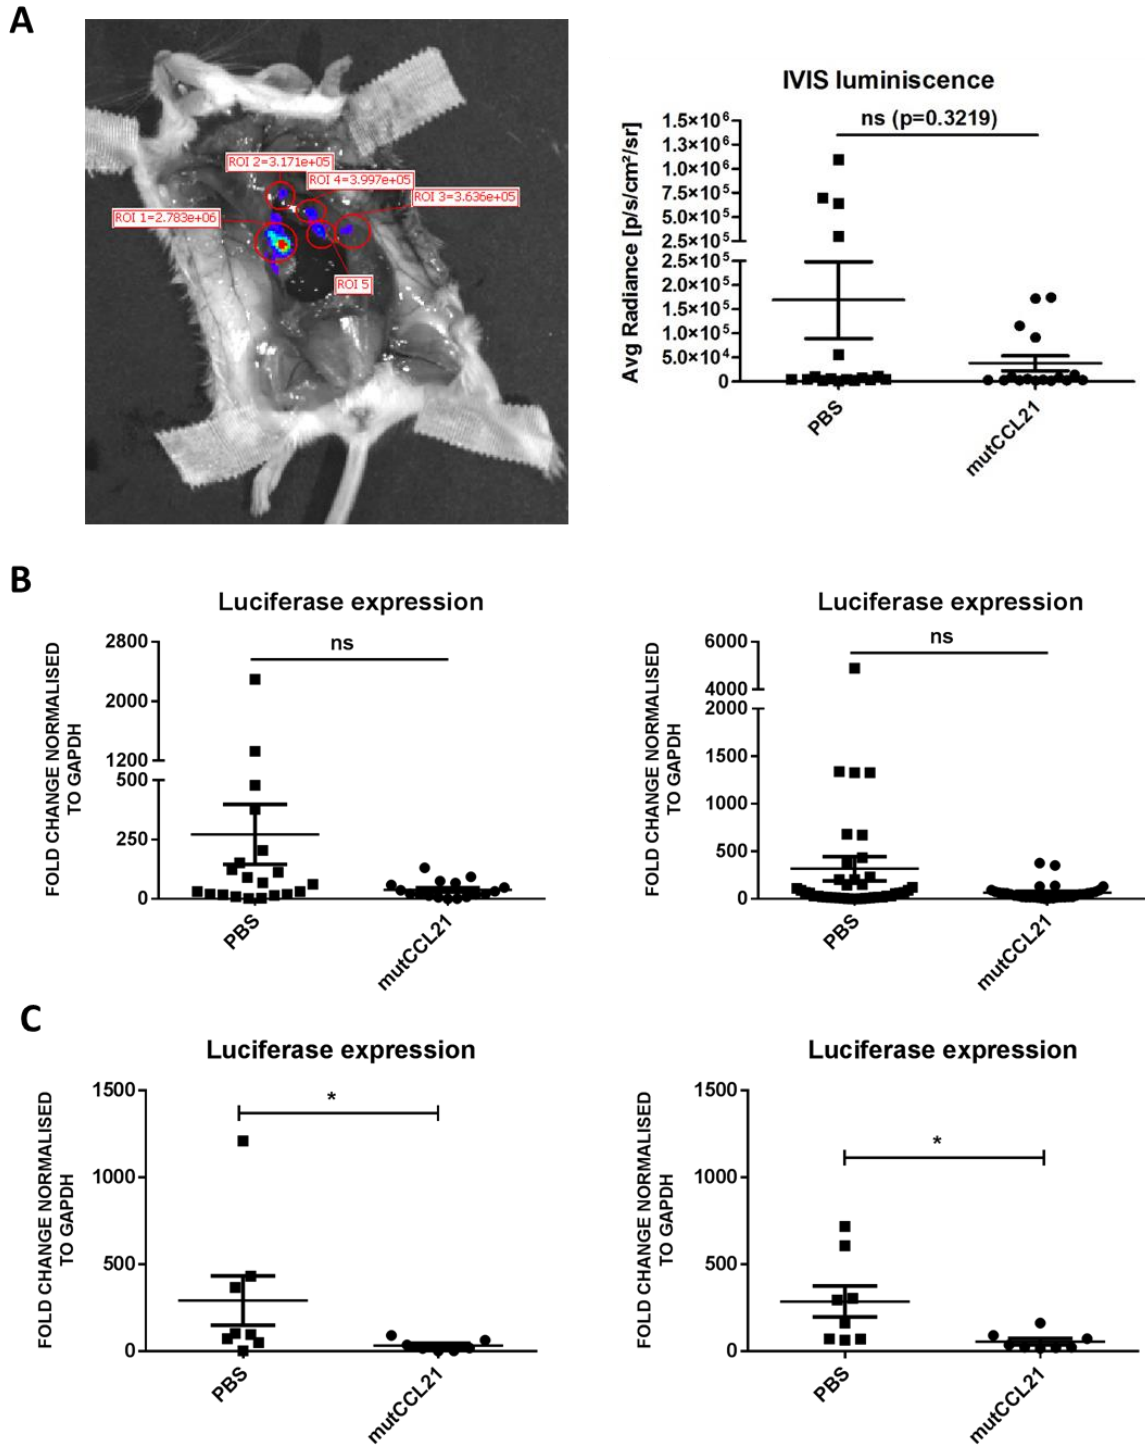 A
ROI 2=3.171e+05
ROI 4=3.997e+05
ROI 3=3.636e+05
ROI 1=2.783e+06
ROI 5
IVIS luminiscence
ns (p=0.3219)
Avg Radiance [p/s/cm²/sr]
1.5×10⁶
1.3×10⁶
1.0×10⁶
7.5×10⁵
5.0×10⁵
2.5×10⁵
2.5×10⁵
2.0×10⁵
1.5×10⁵
1.0×10⁵
5.0×10⁴
0
PBS
mutCCL21
B
Luciferase expression
ns
FOLD CHANGE NORMALISED
TO GAPDH
2800
2000
1200
500
250
0
PBS
mutCCL21
Luciferase expression
ns
FOLD CHANGE NORMALISED
TO GAPDH
6000
4000
2000
1500
1000
500
0
PBS
mutCCL21
C
Luciferase expression
*
FOLD CHANGE NORMALISED
TO GAPDH
1500
1000
500
0
PBS
mutCCL21
Luciferase expression
*
FOLD CHANGE NORMALISED
TO GAPDH
1500
1000
500
0
PBS
mutCCL21